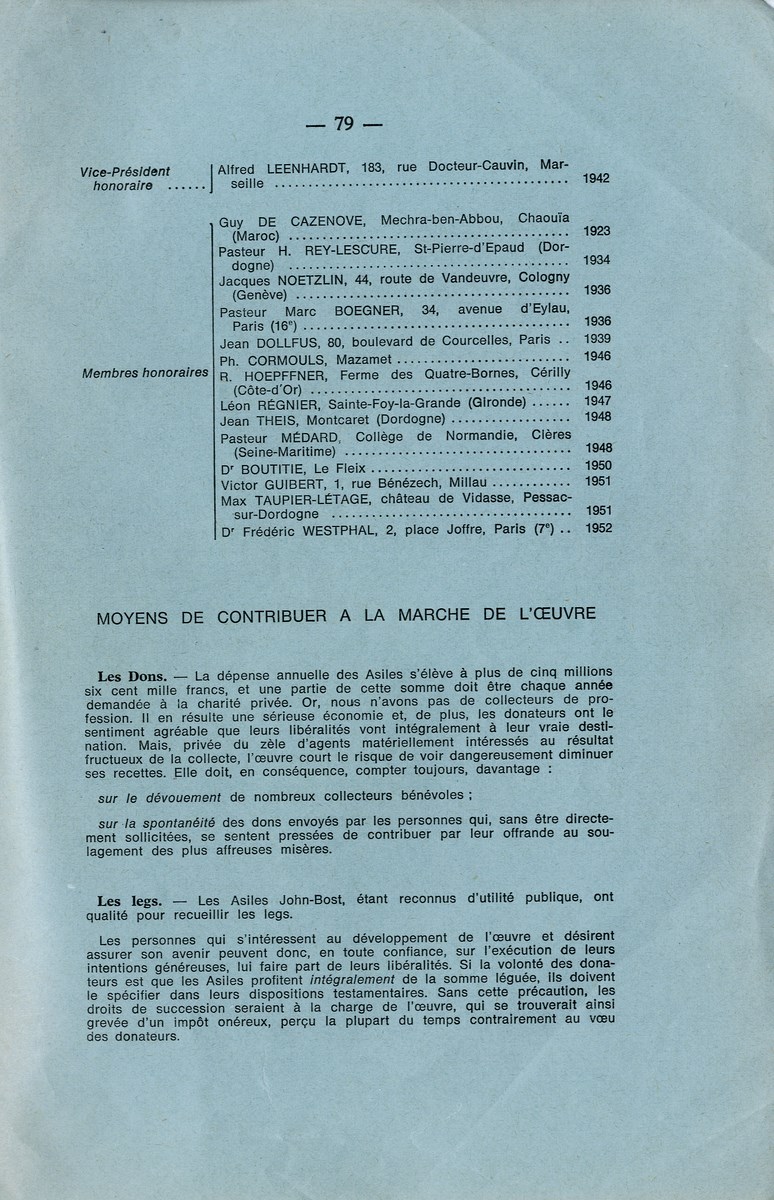 — 79 —
Vice-Président honoraire ......
Alfred LEENHARDT, 183, rue Docteur-Cauvin, Mar-
seille ........................................ 1942
Membres honoraires
Guy DE CAZENOVE, Mechra-ben-Abbou, Chaouïa
(Maroc) ...................................... 1923
Pasteur H. REY-LESCURE, St-Pierre-d'Epaud (Dor-
dogne) ...................................... 1934
Jacques NOETZLIN, 44, route de Vandeuvre, Cologny
(Genève) ..................................... 1936
Pasteur Marc BOEGNER, 34, avenue d'Eylau,
Paris (16e) .................................... 1936
Jean DOLLFUS, 80, boulevard de Courcelles, Paris .. 1939
Ph. CORMOULS, Mazamet ........................ 1946
R. HOEPFFNER, Ferme des Quatre-Bornes, Cérilly
(Côte-d'Or) ................................... 1946
Léon RÉGNIER, Sainte-Foy-la-Grande (Gironde) ...... 1947
Jean THEIS, Montcaret (Dordogne) ................. 1948
Pasteur MÉDARD, Collège de Normandie, Clères
(Seine-Maritime) ............................... 1948
Dr BOUTITIE, Le Fleix ........................... 1950
Victor GUIBERT, 1, rue Bénézech, Millau ........... 1951
Max TAUPIER-LÉTAGE, château de Vidasse, Pessac-
sur-Dordogne ................................. 1951
Dr Frédéric WESTPHAL, 2, place Joffre, Paris (7e) .. 1952
MOYENS DE CONTRIBUER A LA MARCHE DE L'ŒUVRE
Les Dons. — La dépense annuelle des Asiles s'élève à plus de cinq millions
six cent mille francs, et une partie de cette somme doit être chaque année
demandée à la charité privée. Or, nous n'avons pas de collecteurs de pro-
fession. Il en résulte une sérieuse économie et, de plus, les donateurs ont le
sentiment agréable que leurs libéralités vont intégralement à leur vraie desti-
nation. Mais, privée du zèle d'agents matériellement intéressés au résultat
fructueux de la collecte, l'œuvre court le risque de voir dangereusement diminuer
ses recettes. Elle doit, en conséquence, compter toujours, davantage :
sur le dévouement de nombreux collecteurs bénévoles ;
sur la spontanéité des dons envoyés par les personnes qui, sans être directe-
ment sollicitées, se sentent pressées de contribuer par leur offrande au sou-
lagement des plus affreuses misères.
Les legs. — Les Asiles John-Bost, étant reconnus d'utilité publique, ont
qualité pour recueillir les legs.
Les personnes qui s'intéressent au développement de l'œuvre et désirent
assurer son avenir peuvent donc, en toute confiance, sur l'exécution de leurs
intentions généreuses, lui faire part de leurs libéralités. Si la volonté des dona-
teurs est que les Asiles profitent intégralement de la somme léguée, ils doivent
le spécifier dans leurs dispositions testamentaires. Sans cette précaution, les
droits de succession seraient à la charge de l'œuvre, qui se trouverait ainsi
grevée d'un impôt onéreux, perçu la plupart du temps contrairement au vœu
des donateurs.